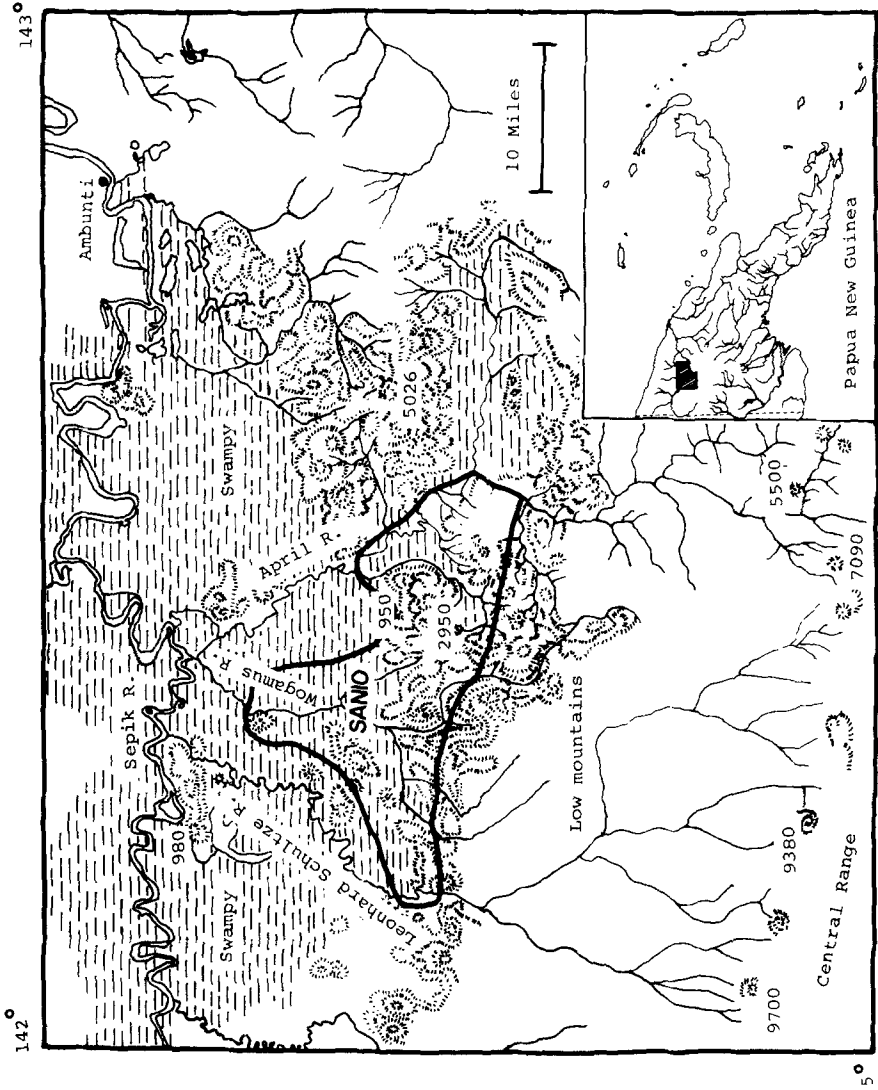 142°
143°
Ambunti
Sepik R.
980
Swampy
Swampy
Leonhard Schultze R.
Wogamus R
April R.
SANIO
950
2950
5026
10 Miles
Low mountains
9700
9380
7090
5500
Central Range
Papua New Guinea
5°